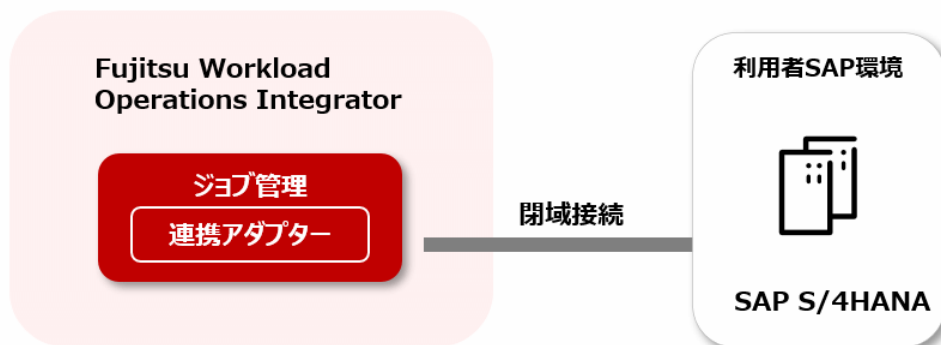 Fujitsu Workload
Operations Integrator
ジョブ管理
連携アダプター
閉域接続
利用者SAP環境
SAP S/4HANA